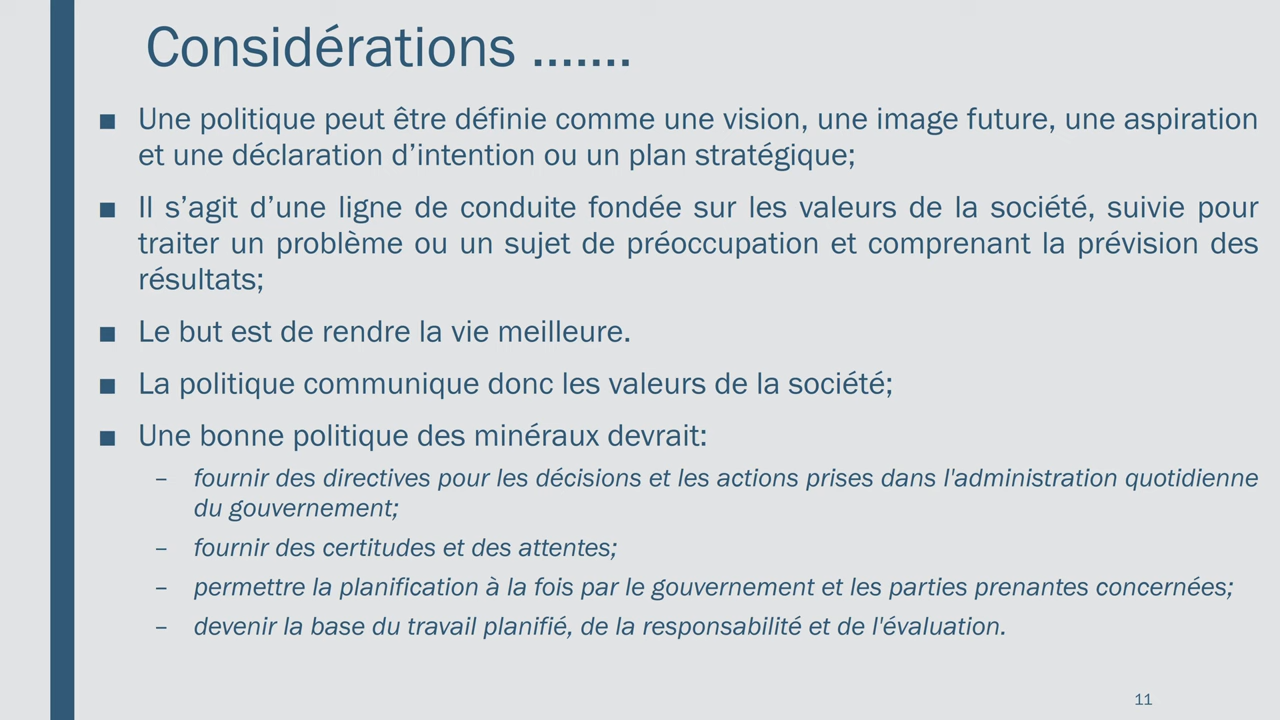 Considérations .......
■ Une politique peut être définie comme une vision, une image future, une aspiration
et une déclaration d’intention ou un plan stratégique;
■ Il s’agit d’une ligne de conduite fondée sur les valeurs de la société, suivie pour
traiter un problème ou un sujet de préoccupation et comprenant la prévision des
résultats;
■ Le but est de rendre la vie meilleure.
■ La politique communique donc les valeurs de la société;
■ Une bonne politique des minéraux devrait:
– fournir des directives pour les décisions et les actions prises dans l'administration quotidienne
du gouvernement;
– fournir des certitudes et des attentes;
– permettre la planification à la fois par le gouvernement et les parties prenantes concernées;
– devenir la base du travail planifié, de la responsabilité et de l'évaluation.
11